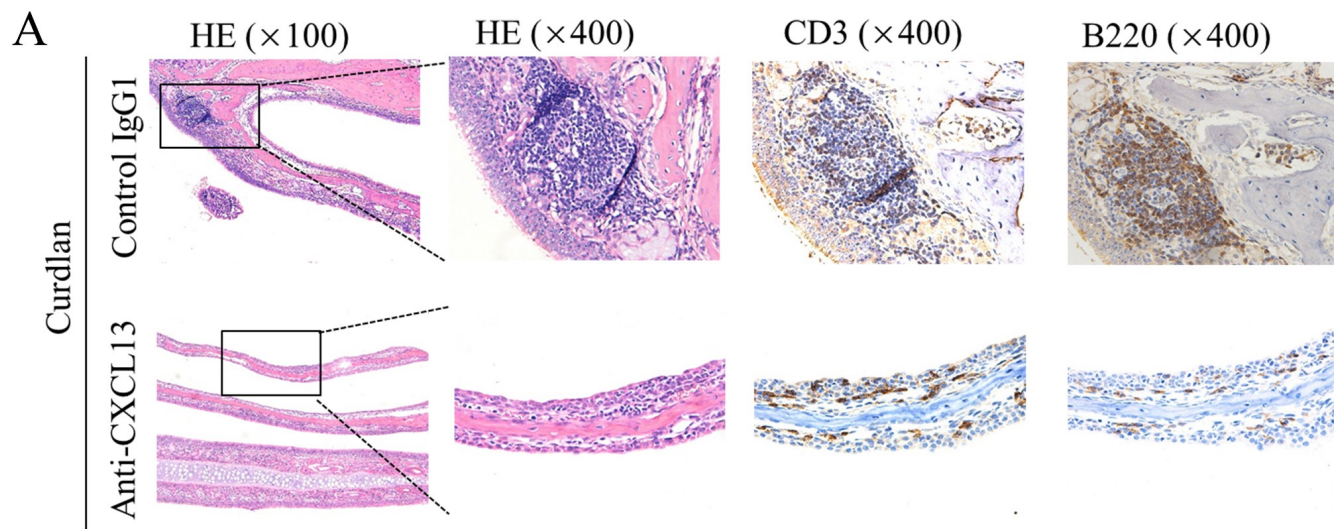 A
HE (×100)
HE (×400)
CD3 (×400)
B220 (×400)
Curdlan
Control IgG1
Anti-CXCL13